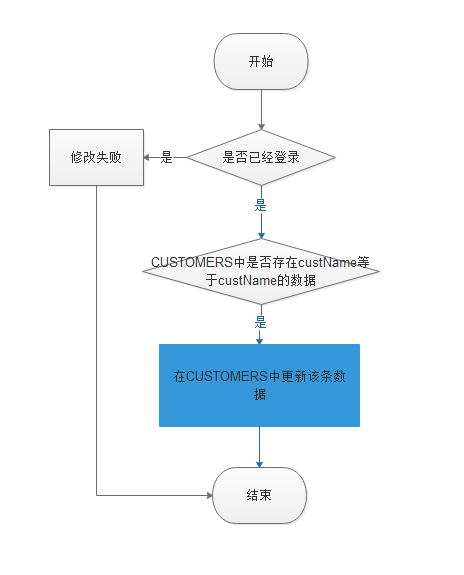 开始
是否已经登录
是
修改失败
是
CUSTOMERS中是否存在custName等
于custName的数据
是
在CUSTOMERS中更新该条数
据
结束